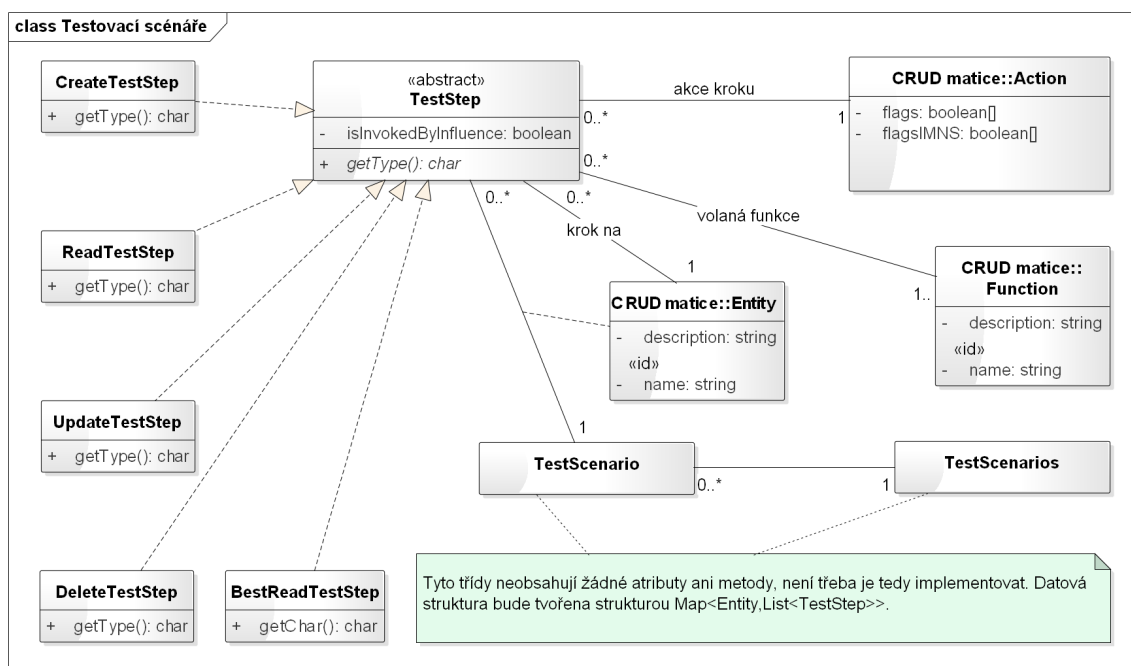 class Testovací scénáře
CreateTestStep
+ getType(): char
«abstract»
TestStep
- isInvokedByInfluence: boolean
+ getType(): char
akce kroku
0..*
1
CRUD matice::Action
- flags: boolean[]
- flagsIMNS: boolean[]
0..*
volaná funkce
1..
CRUD matice::
Function
- description: string
«id»
- name: string
0..*
0..*
krok na
1
CRUD matice::Entity
- description: string
«id»
- name: string
ReadTestStep
+ getType(): char
UpdateTestStep
+ getType(): char
1
TestScenario
0..*
1
TestScenarios
DeleteTestStep
+ getType(): char
BestReadTestStep
+ getChar(): char
Tyto třídy neobsahují žádné atributy ani metody, není třeba je tedy implementovat. Datová
struktura bude tvořena strukturou Map<Entity,List<TestStep>>.